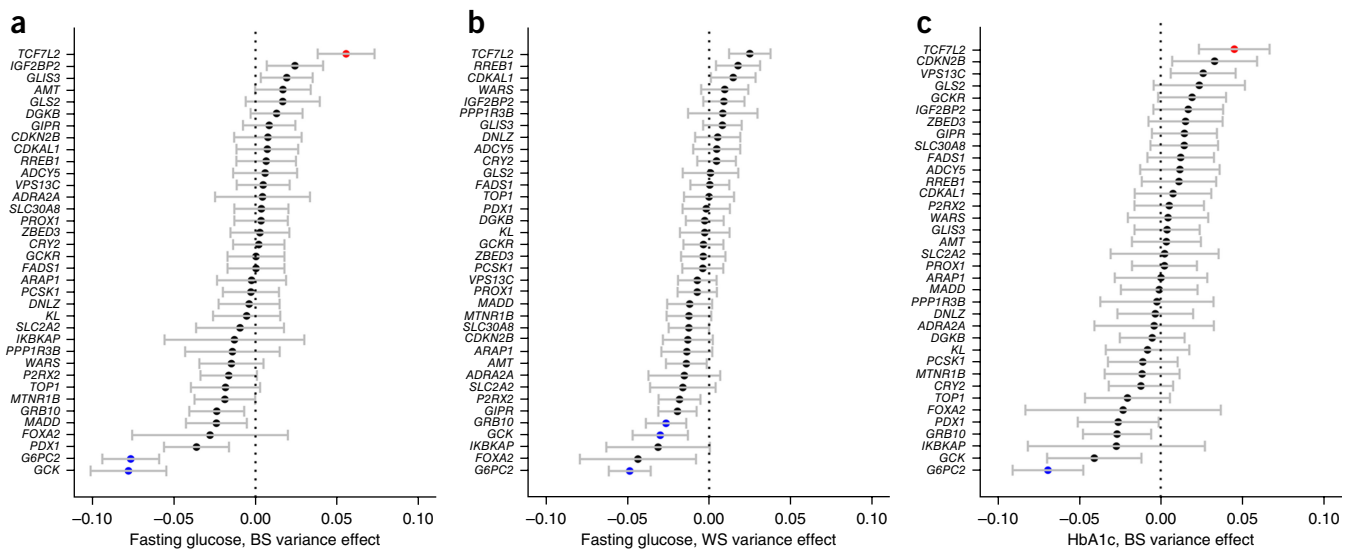 a
TCF7L2
IGF2BP2
GLIS3
AMT
GLS2
DGKB
GIPR
CDKN2B
CDKAL1
RREB1
ADCY5
VPS13C
ADRA2A
SLC30A8
PROX1
ZBED3
CRY2
GCKR
FADS1
ARAP1
PCSK1
DNLZ
KL
SLC2A2
IKBKAP
PPP1R3B
WARS
P2RX2
TOP1
MTNR1B
GRB10
MADD
FOXA2
PDX1
G6PC2
GCK
−0.10 −0.05 0.00 0.05 0.10
Fasting glucose, BS variance effect
b
TCF7L2
RREB1
CDKAL1
WARS
IGF2BP2
PPP1R3B
GLIS3
DNLZ
ADCY5
CRY2
GLS2
FADS1
TOP1
PDX1
DGKB
KL
GCKR
ZBED3
PCSK1
VPS13C
PROX1
MADD
MTNR1B
SLC30A8
CDKN2B
ARAP1
AMT
ADRA2A
SLC2A2
P2RX2
GIPR
GRB10
GCK
IKBKAP
FOXA2
G6PC2
−0.10 −0.05 0.00 0.05 0.10
Fasting glucose, WS variance effect
c
TCF7L2
CDKN2B
VPS13C
GLS2
GCKR
IGF2BP2
ZBED3
GIPR
SLC30A8
FADS1
ADCY5
RREB1
CDKAL1
P2RX2
WARS
GLIS3
AMT
SLC2A2
PROX1
ARAP1
MADD
PPP1R3B
DNLZ
ADRA2A
DGKB
KL
PCSK1
MTNR1B
CRY2
TOP1
FOXA2
PDX1
GRB10
IKBKAP
GCK
G6PC2
−0.10 −0.05 0.00 0.05 0.10
HbA1c, BS variance effect